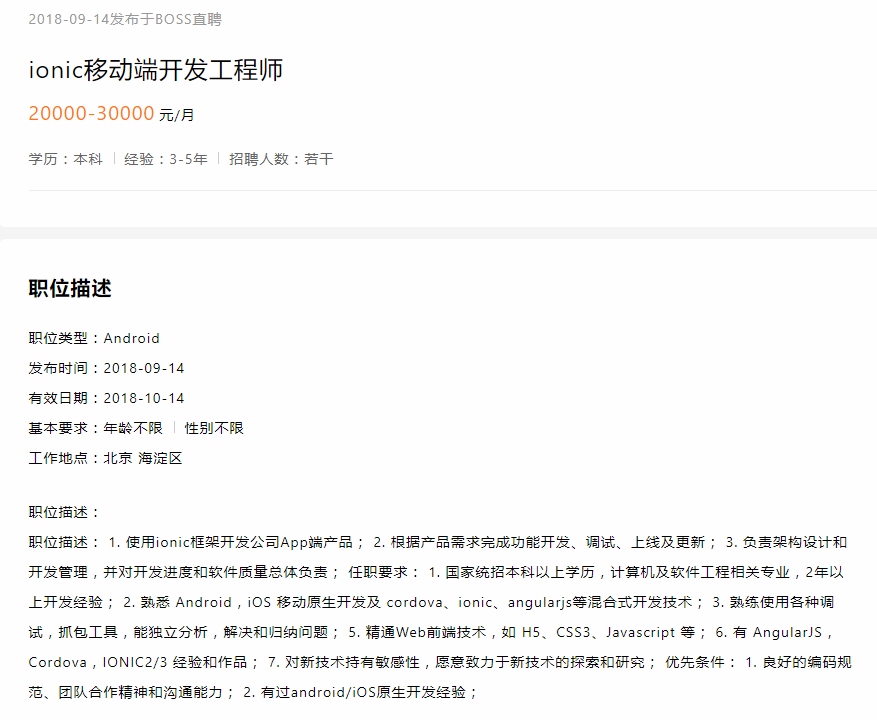 2018-09-14发布于BOSS直聘
ionic移动端开发工程师
20000-30000 元/月
学历：本科 | 经验：3-5年 | 招聘人数：若干
职位描述
职位类型：Android
发布时间：2018-09-14
有效日期：2018-10-14
基本要求：年龄不限 | 性别不限
工作地点：北京 海淀区
职位描述：
职位描述： 1. 使用ionic框架开发公司App端产品； 2. 根据产品需求完成功能开发、调试、上线及更新； 3. 负责架构设计和
开发管理，并对开发进度和软件质量总体负责； 任职要求： 1. 国家统招本科以上学历，计算机及软件工程相关专业，2年以
上开发经验； 2. 熟悉 Android，iOS 移动原生开发及 cordova、ionic、angularjs等混合式开发技术； 3. 熟练使用各种调
试，抓包工具，能独立分析，解决和归纳问题； 5. 精通Web前端技术，如 H5、CSS3、Javascript 等； 6. 有 AngularJS，
Cordova，IONIC2/3 经验和作品； 7. 对新技术持有敏感性，愿意致力于新技术的探索和研究； 优先条件： 1. 良好的编码规
范、团队合作精神和沟通能力； 2. 有过android/iOS原生开发经验；